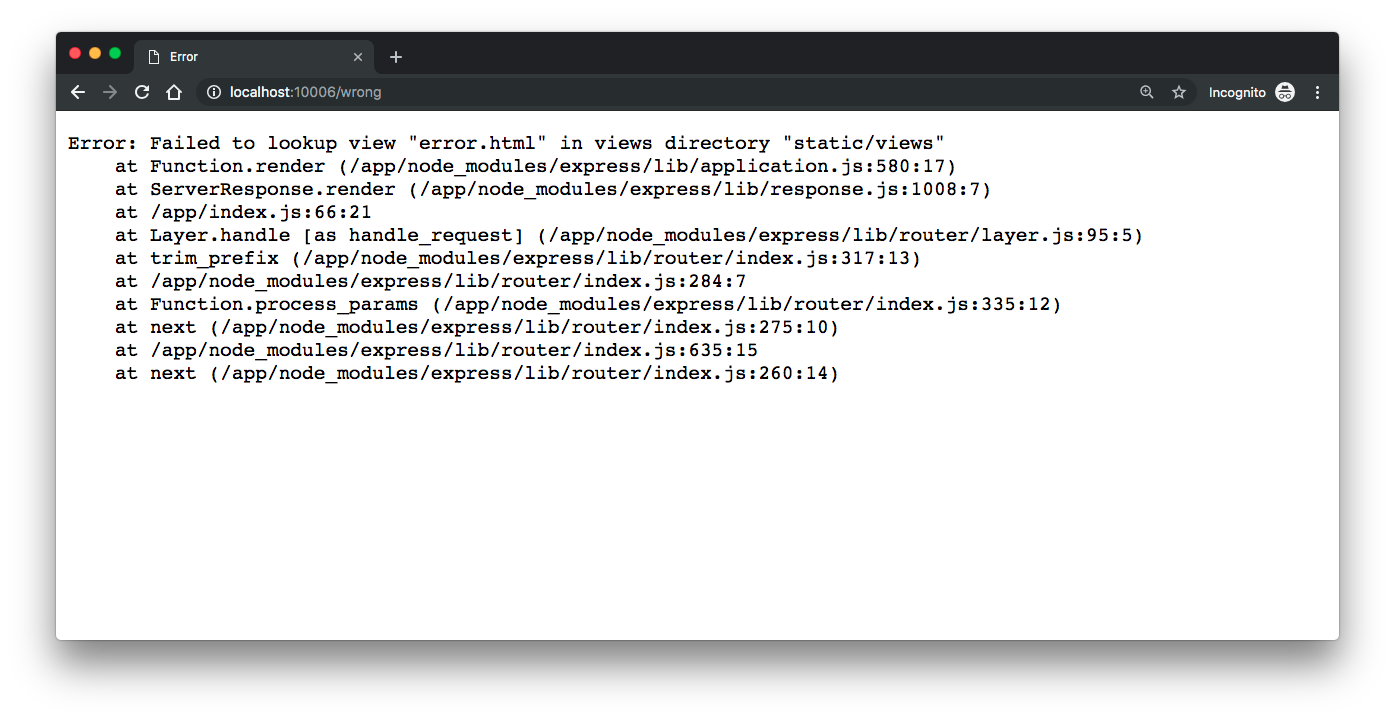 Error
localhost:10006/wrong
Incognito
Error: Failed to lookup view "error.html" in views directory "static/views"
    at Function.render (/app/node_modules/express/lib/application.js:580:17)
    at ServerResponse.render (/app/node_modules/express/lib/response.js:1008:7)
    at /app/index.js:66:21
    at Layer.handle [as handle_request] (/app/node_modules/express/lib/router/layer.js:95:5)
    at trim_prefix (/app/node_modules/express/lib/router/index.js:317:13)
    at /app/node_modules/express/lib/router/index.js:284:7
    at Function.process_params (/app/node_modules/express/lib/router/index.js:335:12)
    at next (/app/node_modules/express/lib/router/index.js:275:10)
    at /app/node_modules/express/lib/router/index.js:635:15
    at next (/app/node_modules/express/lib/router/index.js:260:14)